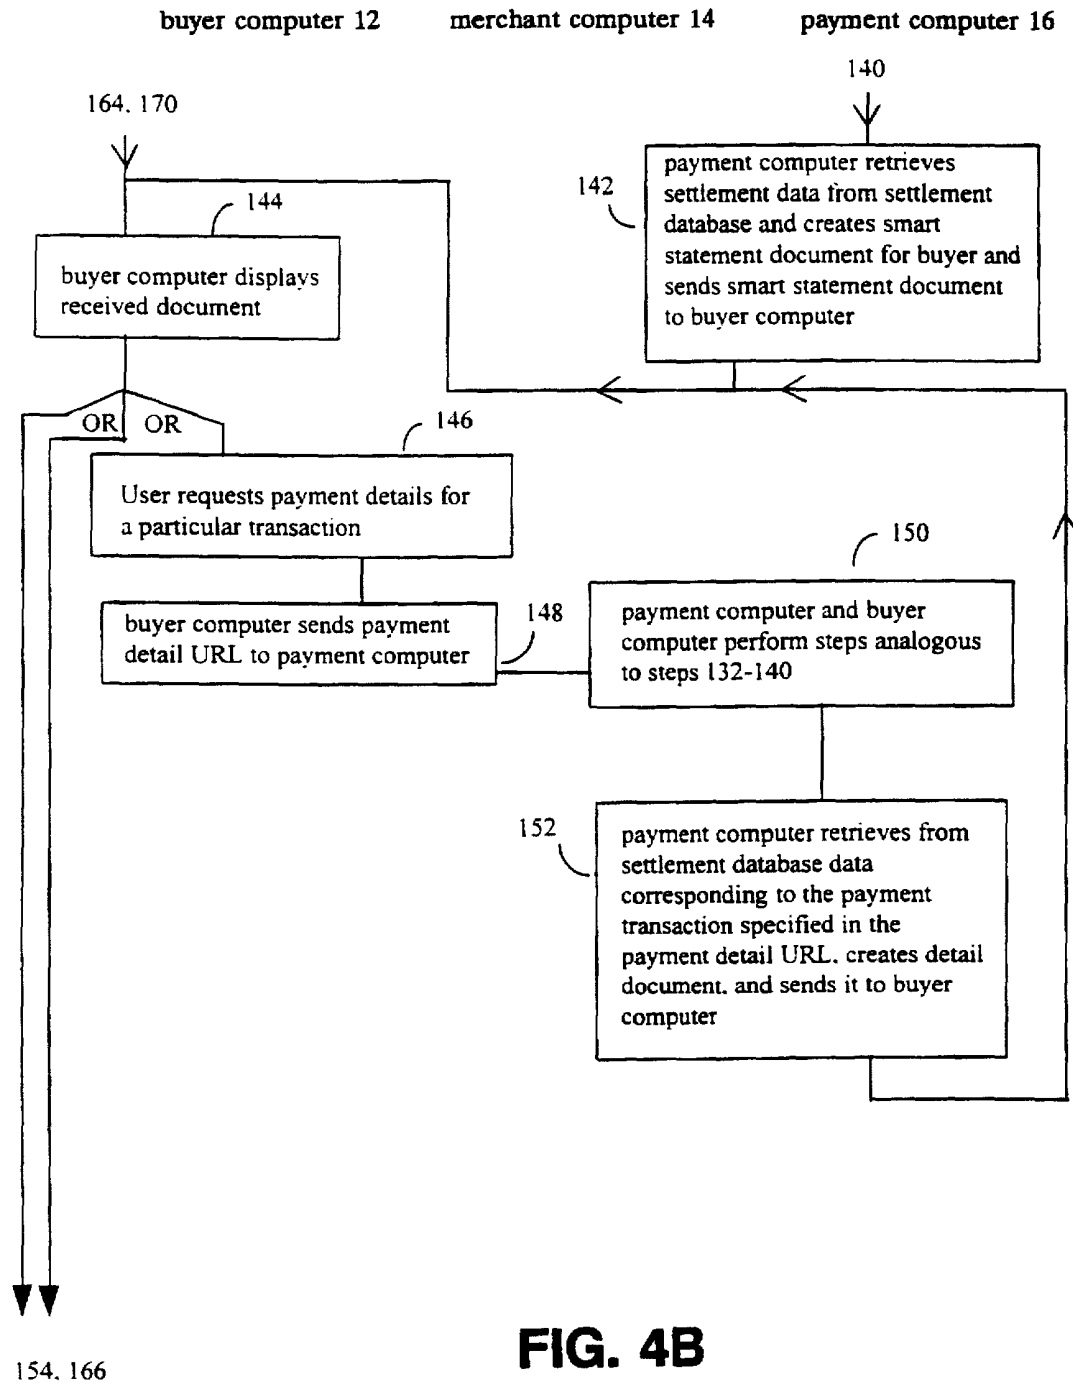 buyer computer 12 merchant computer 14 payment computer 16
140
164, 170
142
payment computer retrieves
settlement data from settlement
database and creates smart
statement document for buyer and
sends smart statement document
to buyer computer
144
buyer computer displays
received document
OR OR
146
User requests payment details for
a particular transaction
148
buyer computer sends payment
detail URL to payment computer
150
payment computer and buyer
computer perform steps analogous
to steps 132-140
152
payment computer retrieves from
settlement database data
corresponding to the payment
transaction specified in the
payment detail URL, creates detail
document, and sends it to buyer
computer
154, 166
FIG. 4B